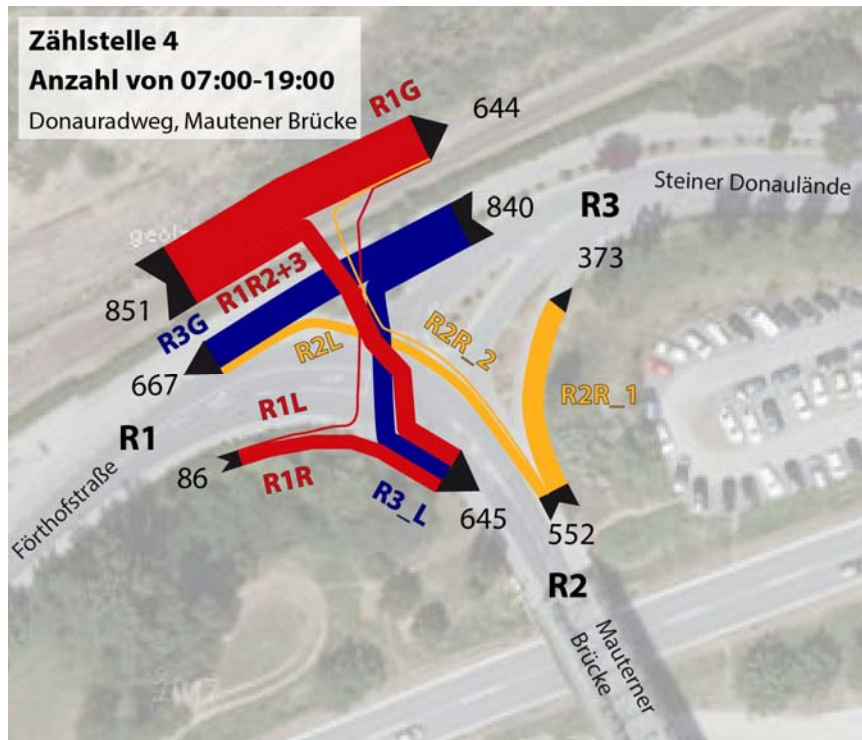 Zählstelle 4
Anzahl von 07:00-19:00
Donauradweg, Mautener Brücke
R1G
644
Steiner Donaulände
840
R3
373
R1R2+3
851
R3G
R2L
R2R_2
667
R2R_1
R1L
R1
86
R1R
R3_L
645
552
Förthofstraße
R2
Mauterner
Brücke